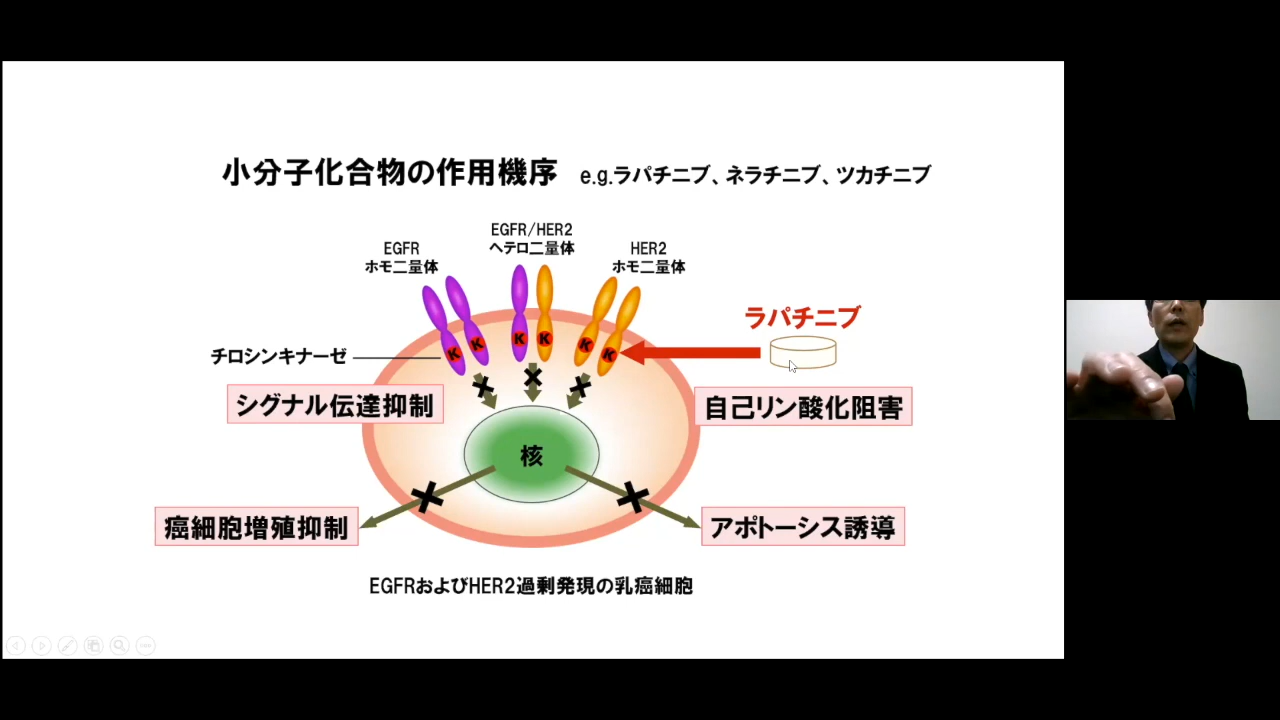 小分子化合物の作用機序 e.g.ラパチニブ、ネラチニブ、ツカチニブ
EGFR/HER2
ヘテロ二量体
EGFR
ホモ二量体
HER2
ホモ二量体
ラパチニブ
K K K K K K
チロシンキナーゼ
シグナル伝達抑制
自己リン酸化阻害
核
癌細胞増殖抑制
アポトーシス誘導
EGFRおよびHER2過剰発現の乳癌細胞